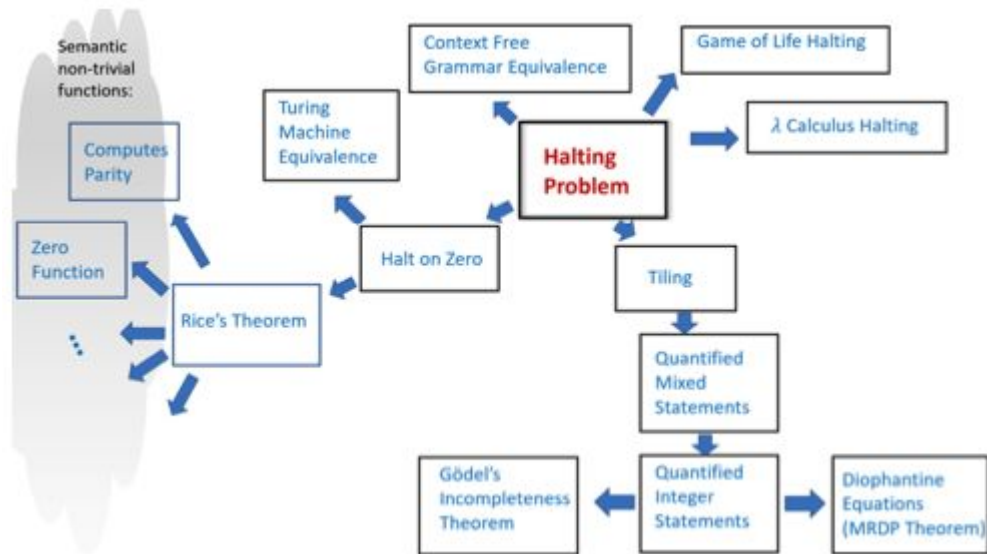 Semantic
non-trivial
functions:
Context Free
Grammar Equivalence
Game of Life Halting
Turing
Machine
Equivalence
Computes
Parity
Halting
Problem
λ Calculus Halting
Zero
Function
Halt on Zero
Tiling
Rice's Theorem
Quantified
Mixed
Statements
Gödel's
Incompleteness
Theorem
Quantified
Integer
Statements
Diophantine
Equations
(MRDP Theorem)